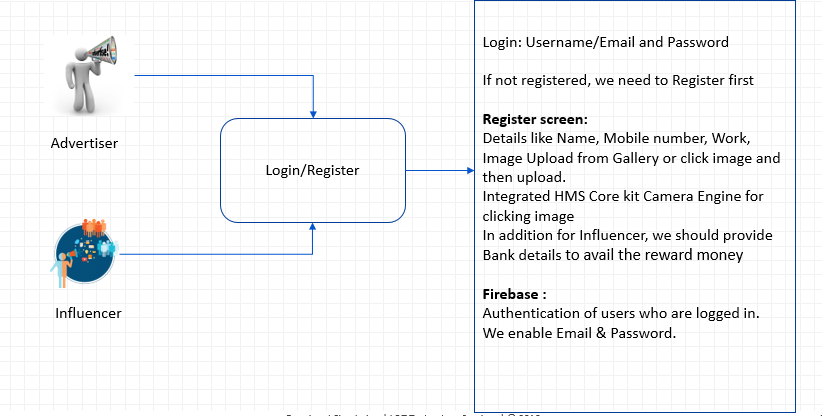 Login: Username/Email and Password
If not registered, we need to Register first
Register screen:
Details like Name, Mobile number, Work,
Image Upload from Gallery or click image and
then upload.
Integrated HMS Core kit Camera Engine for
clicking image
In addition for Influencer, we should provide
Bank details to avail the reward money
Firebase :
Authentication of users who are logged in.
We enable Email & Password.
Advertiser
Login/Register
Influencer